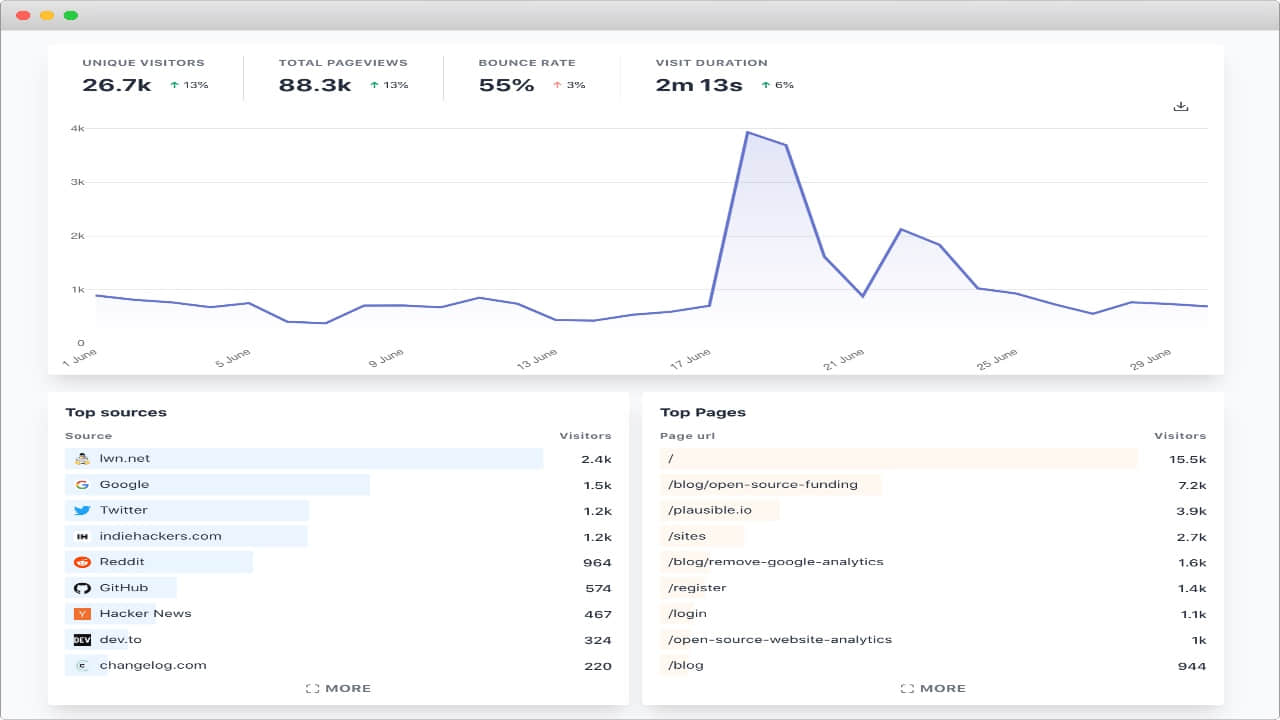 UNIQUE VISITORS TOTAL PAGEVIEWS BOUNCE RATE VISIT DURATION
26.7k ↑ 13% 88.3k ↑ 13% 55% ↑ 3% 2m 13s ↑ 6%
4k
3k
2k
1k
0
1 June 5 June 9 June 13 June 17 June 21 June 25 June 29 June
Top sources
Source Visitors
lwn.net 2.4k
G Google 1.5k
Twitter 1.2k
IH indiehackers.com 1.2k
Reddit 964
GitHub 574
Y Hacker News 467
DEV dev.to 324
C changelog.com 220
MORE
Top Pages
Page url Visitors
/ 15.5k
/blog/open-source-funding 7.2k
/plausible.io 3.9k
/sites 2.7k
/blog/remove-google-analytics 1.6k
/register 1.4k
/login 1.1k
/open-source-website-analytics 1k
/blog 944
MORE